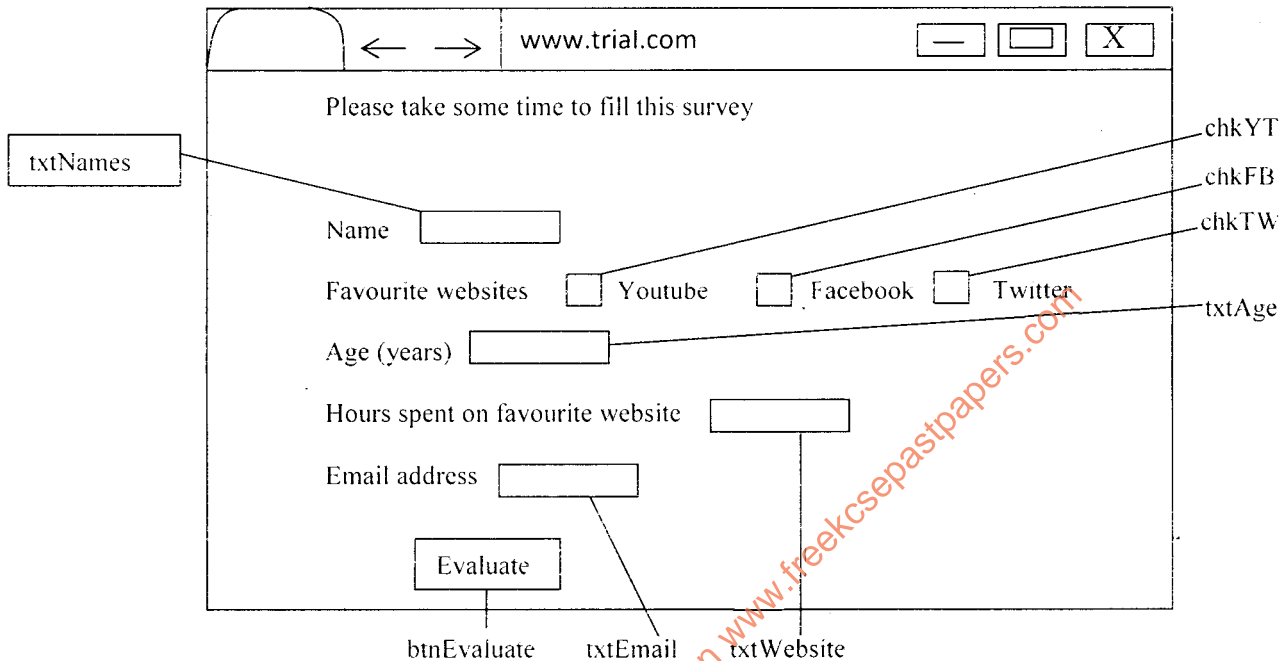 www.trial.com
X
Please take some time to fill this survey
chkYT
txtNames
chkFB
chkTW
Name
Favourite websites Youtube Facebook Twitter
txtAge
Age (years)
Hours spent on favourite website
Email address
Evaluate
btnEvaluate txtEmail txtWebsite
n www.freekcsepastpapers.com